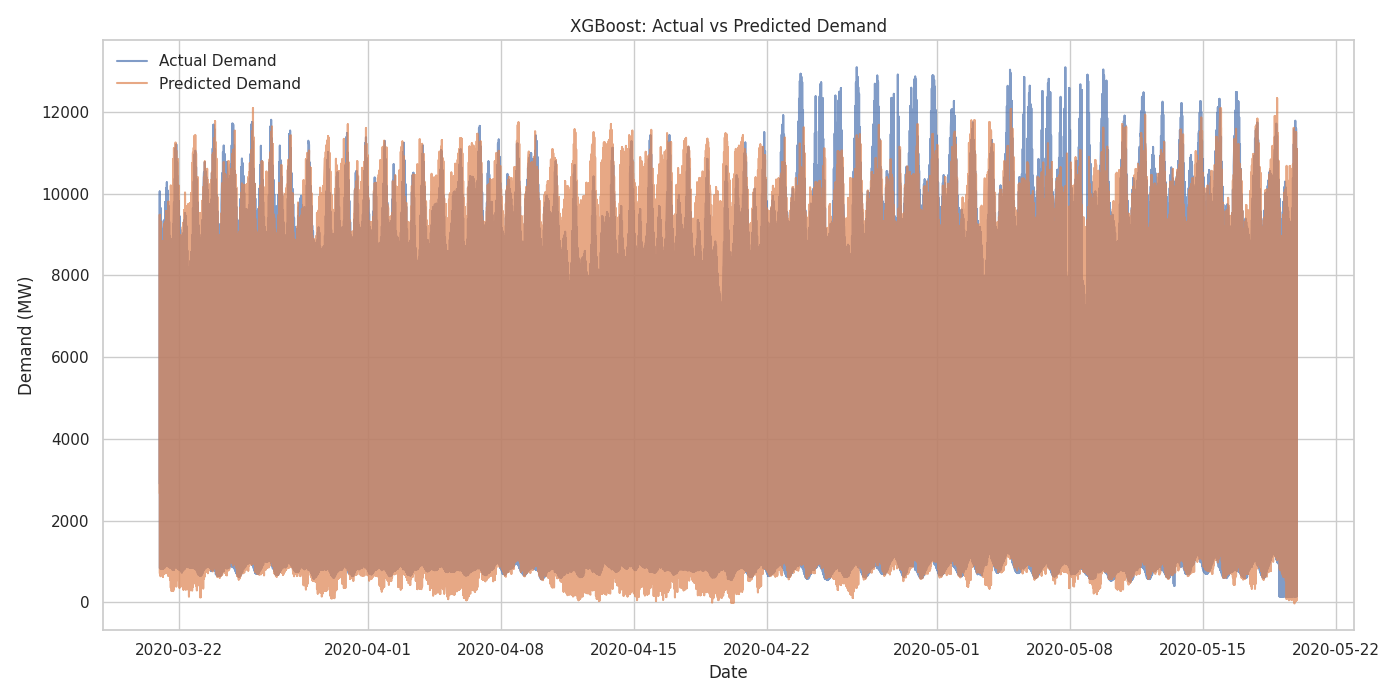 XGBoost: Actual vs Predicted Demand
Actual Demand
Predicted Demand
Demand (MW)
12000
10000
8000
6000
4000
2000
0
2020-03-22 2020-04-01 2020-04-08 2020-04-15 2020-04-22 2020-05-01 2020-05-08 2020-05-15 2020-05-22
Date